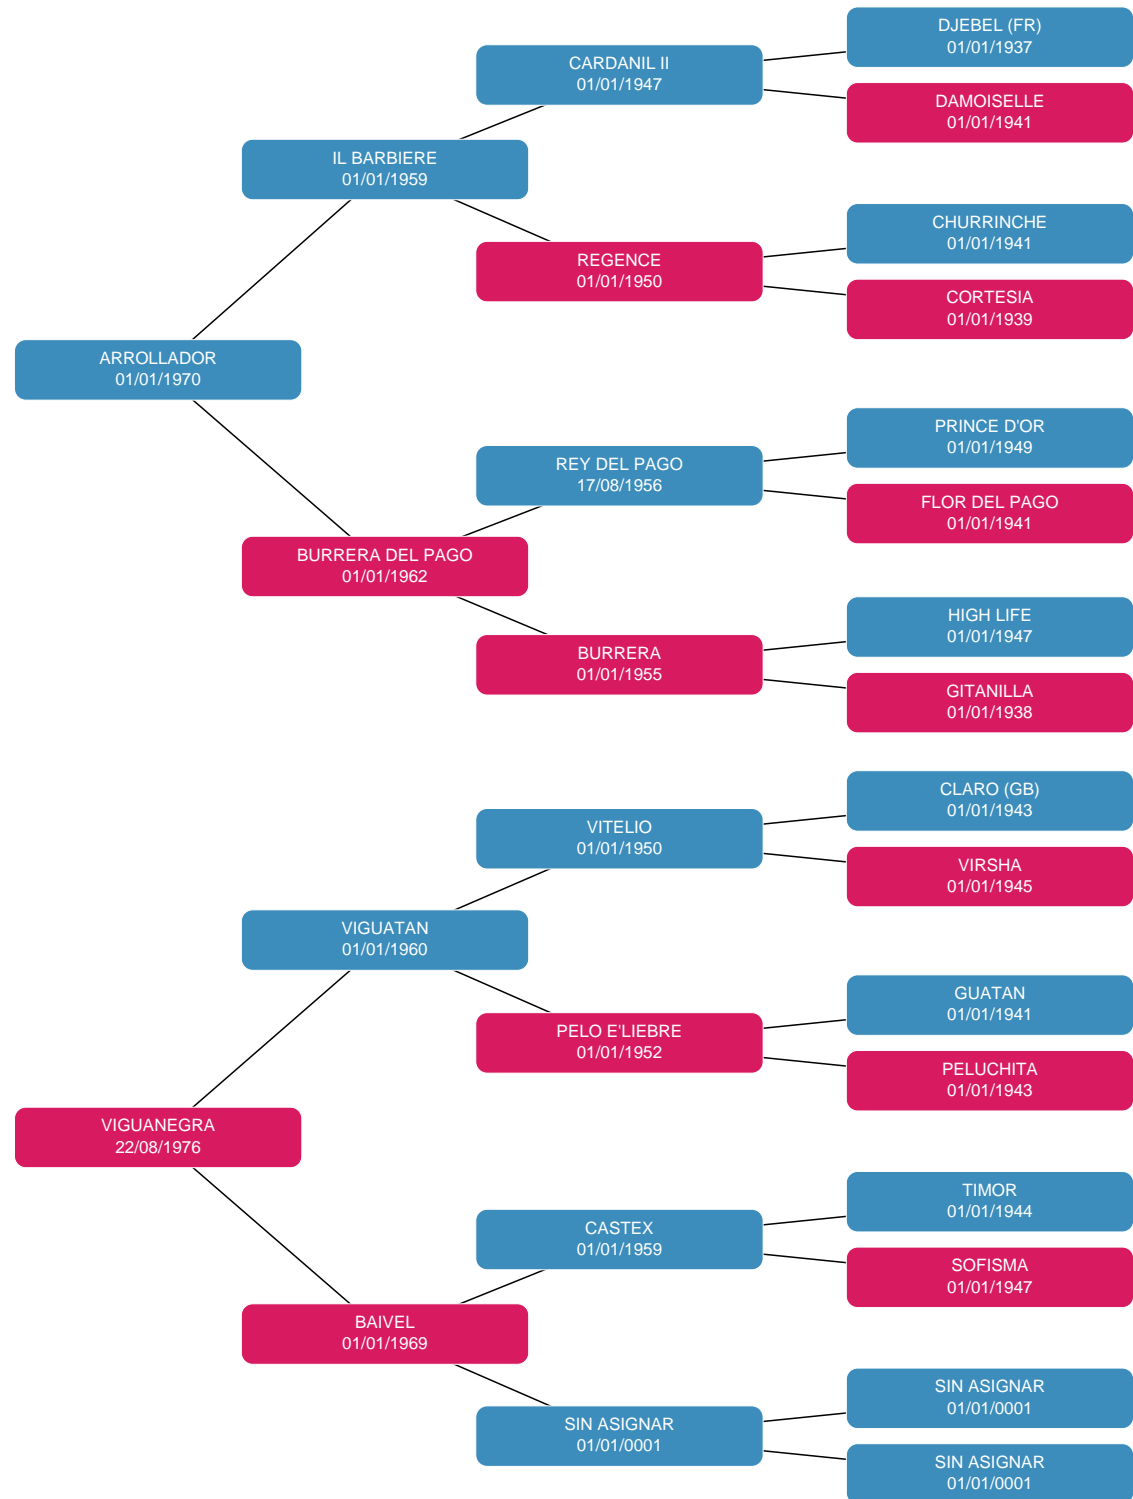 DJEBEL (FR)
01/01/1937
CARDANIL II
01/01/1947
DAMOISELLE
01/01/1941
IL BARBIERE
01/01/1959
CHURRINCHE
01/01/1941
REGENCE
01/01/1950
CORTESIA
01/01/1939
ARROLLADOR
01/01/1970
PRINCE D'OR
01/01/1949
REY DEL PAGO
17/08/1956
FLOR DEL PAGO
01/01/1941
BURRERA DEL PAGO
01/01/1962
HIGH LIFE
01/01/1947
BURRERA
01/01/1955
GITANILLA
01/01/1938
CLARO (GB)
01/01/1943
VITELIO
01/01/1950
VIRSHA
01/01/1945
VIGUATAN
01/01/1960
GUATAN
01/01/1941
PELO E'LIEBRE
01/01/1952
PELUCHITA
01/01/1943
VIGUANEGRA
22/08/1976
TIMOR
01/01/1944
CASTEX
01/01/1959
SOFISMA
01/01/1947
BAIVEL
01/01/1969
SIN ASIGNAR
01/01/0001
SIN ASIGNAR
01/01/0001
SIN ASIGNAR
01/01/0001